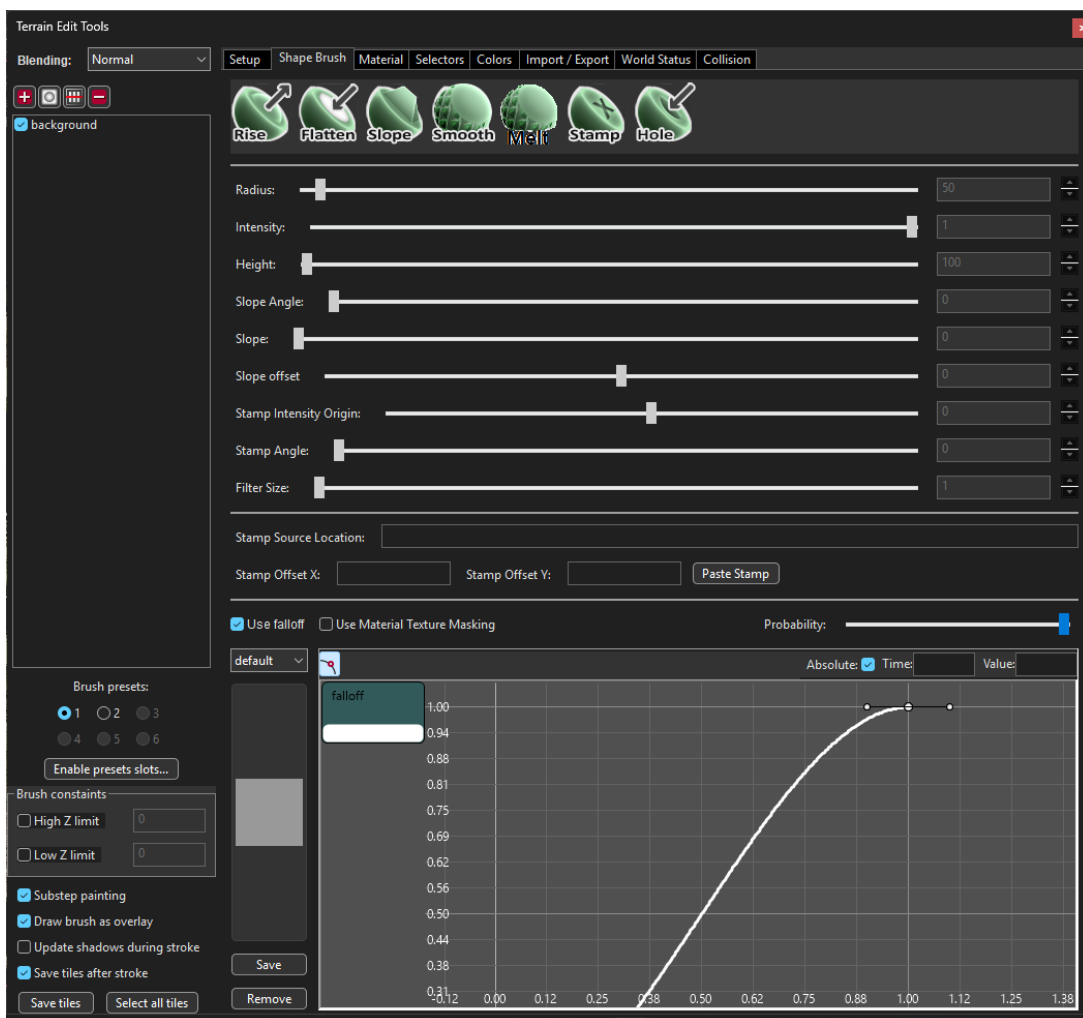 Terrain Edit Tools
Blending: Normal
Setup Shape Brush Material Selectors Colors Import / Export World Status Collision
background
Rise Flatten Slope Smooth Melt Stamp Hole
Radius: 50
Intensity: 1
Height: 100
Slope Angle: 0
Slope: 0
Slope offset 0
Stamp Intensity Origin: 0
Stamp Angle: 0
Filter Size: 1
Stamp Source Location:
Stamp Offset X: Stamp Offset Y: Paste Stamp
Use falloff Use Material Texture Masking Probability:
default Absolute: Time: Value:
falloff
1.00
0.94
0.88
0.81
0.75
0.69
0.62
0.56
0.50
0.44
0.38
0.31
-0.12 0.00 0.12 0.25 0.38 0.50 0.62 0.75 0.88 1.00 1.12 1.25 1.38
Save
Remove
Brush presets:
1 2 3
4 5 6
Enable presets slots...
Brush constaints
High Z limit 0
Low Z limit 0
Substep painting
Draw brush as overlay
Update shadows during stroke
Save tiles after stroke
Save tiles Select all tiles